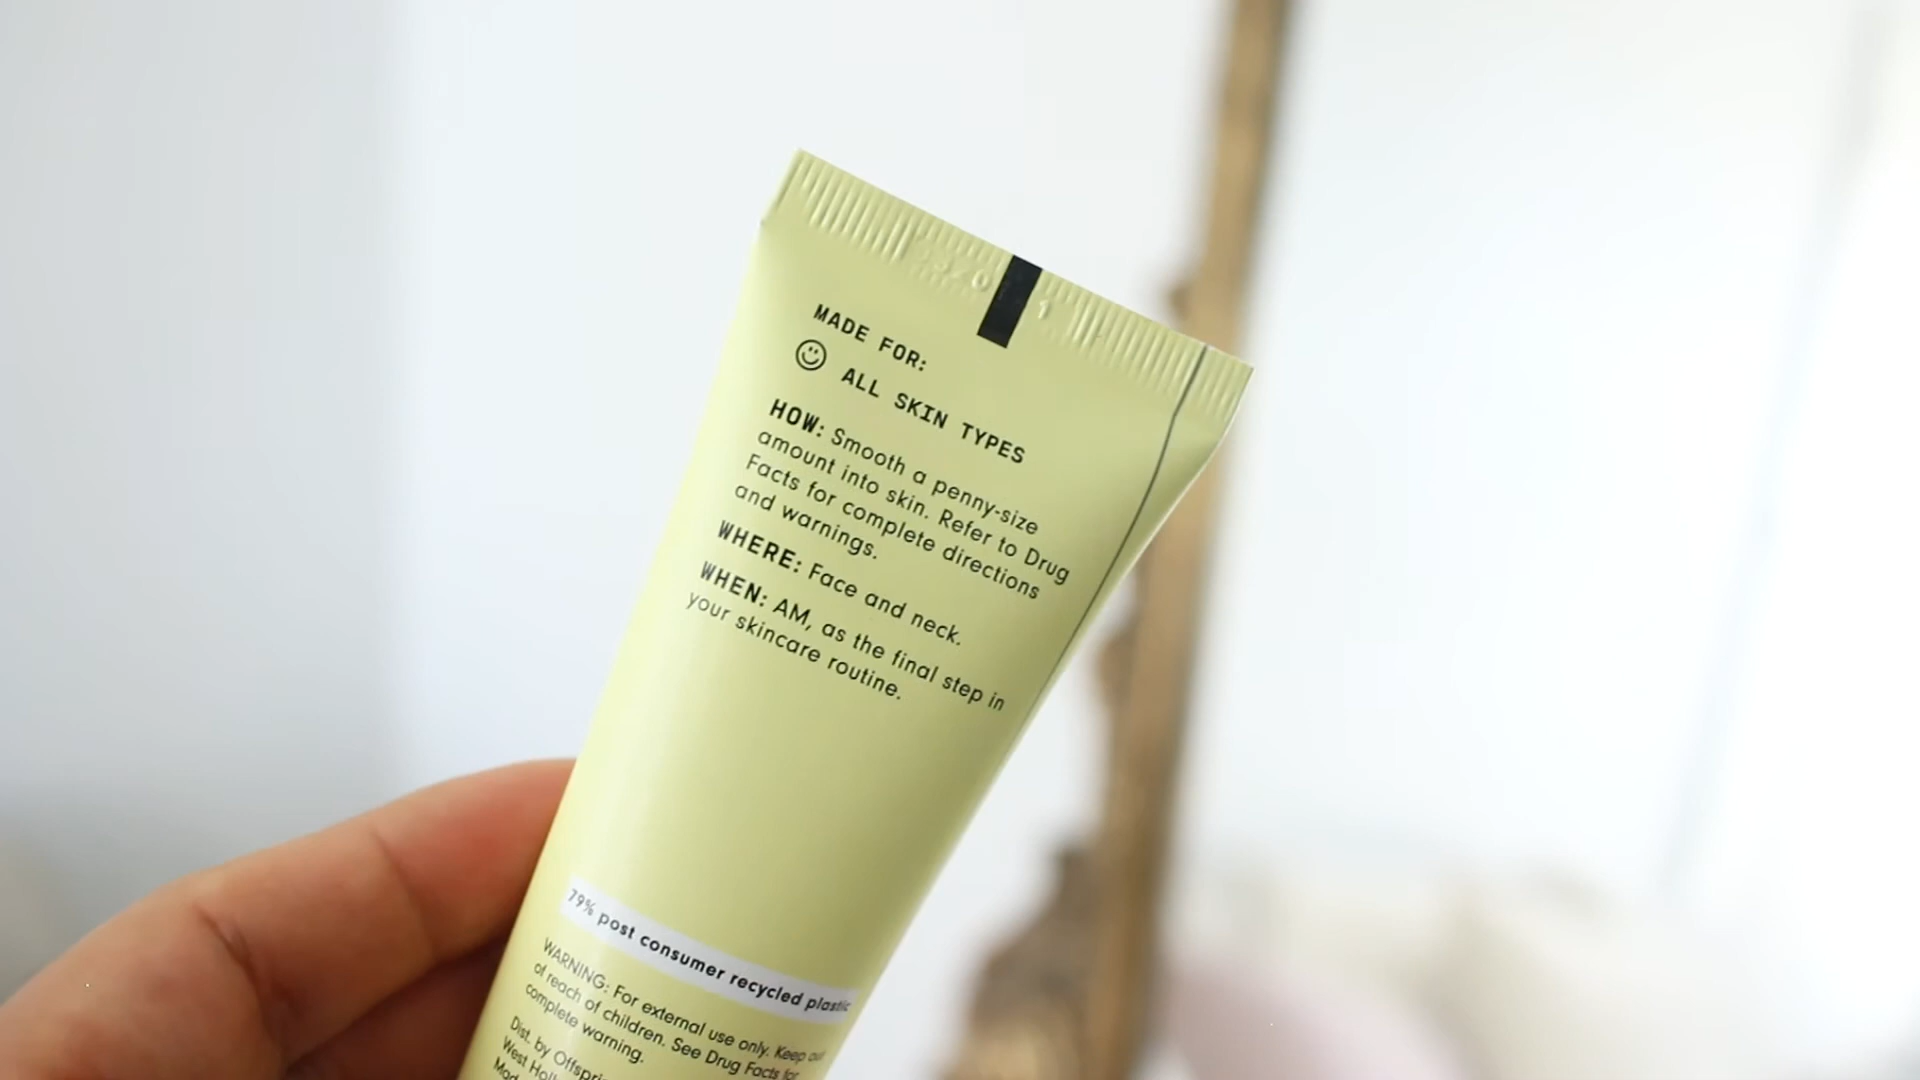 MADE FOR:
ALL SKIN TYPES
HOW: Smooth a penny-size
amount into skin. Refer to Drug
Facts for complete directions
and warnings.
WHERE: Face and neck.
WHEN: AM, as the final step in
your skincare routine.
79% post consumer recycled plastic
WARNING: For external use only. Keep out
of reach of children. See Drug Facts for
complete warning.
Dist. by
West